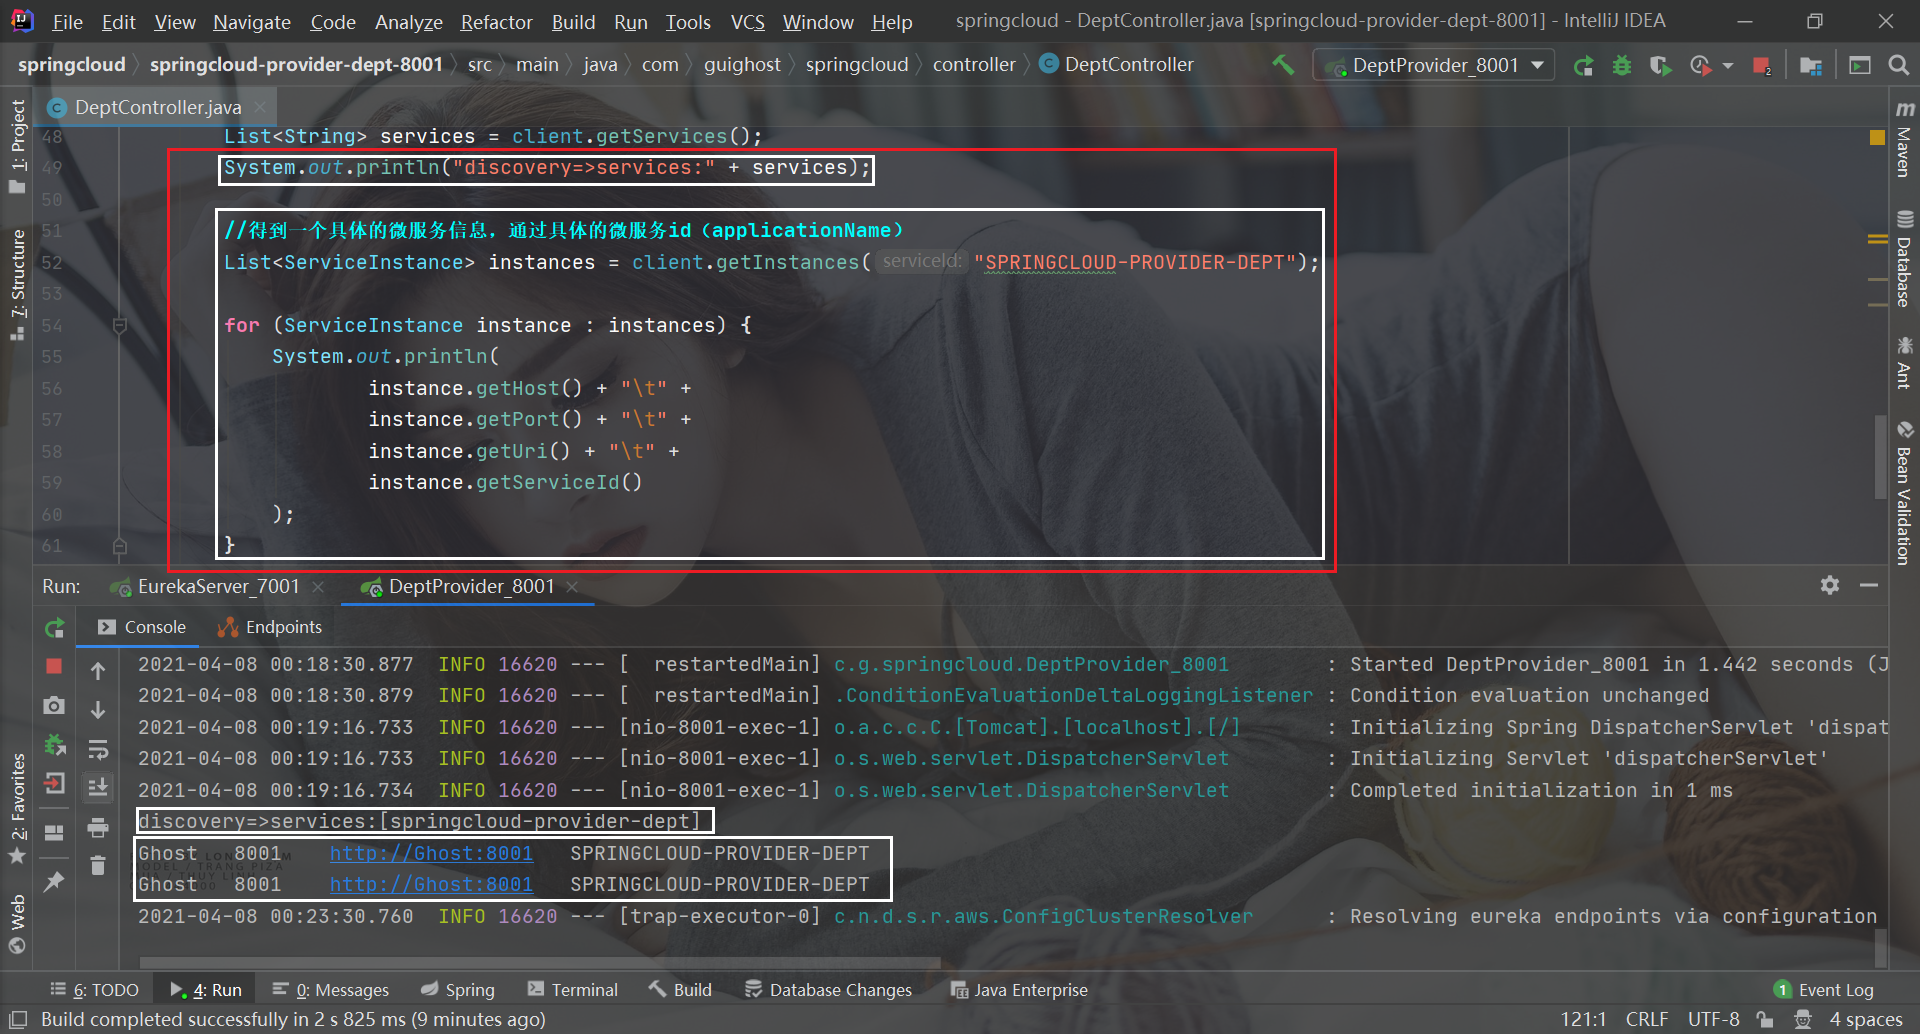 File Edit View Navigate Code Analyze Refactor Build Run Tools VCS Window Help springcloud - DeptController.java [springcloud-provider-dept-8001] - IntelliJ IDEA
springcloud springcloud-provider-dept-8001 src main java com guighost springcloud controller DeptController DeptProvider_8001
DeptController.java
1: Project
7: Structure
2: Favorites
Web
Maven
Database
Ant
Bean Validation
48 List<String> services = client.getServices();
49 System.out.println("discovery=>services:" + services);
50
51 //得到一个具体的微服务信息，通过具体的微服务id（applicationName）
52 List<ServiceInstance> instances = client.getInstances( serviceId: "SPRINGCLOUD-PROVIDER-DEPT");
53
54 for (ServiceInstance instance : instances) {
55 System.out.println(
56 instance.getHost() + "\t" +
57 instance.getPort() + "\t" +
58 instance.getUri() + "\t" +
59 instance.getServiceId()
60 );
61 }
Run: EurekaServer_7001 DeptProvider_8001
Console Endpoints
2021-04-08 00:18:30.877 INFO 16620 --- [ restartedMain] c.g.springcloud.DeptProvider_8001 : Started DeptProvider_8001 in 1.442 seconds (J
2021-04-08 00:18:30.879 INFO 16620 --- [ restartedMain] .ConditionEvaluationDeltaLoggingListener : Condition evaluation unchanged
2021-04-08 00:19:16.733 INFO 16620 --- [nio-8001-exec-1] o.a.c.c.C.[Tomcat].[localhost].[/] : Initializing Spring DispatcherServlet 'dispat
2021-04-08 00:19:16.733 INFO 16620 --- [nio-8001-exec-1] o.s.web.servlet.DispatcherServlet : Initializing Servlet 'dispatcherServlet'
2021-04-08 00:19:16.734 INFO 16620 --- [nio-8001-exec-1] o.s.web.servlet.DispatcherServlet : Completed initialization in 1 ms
discovery=>services:[springcloud-provider-dept]
Ghost 8001 http://Ghost:8001 SPRINGCLOUD-PROVIDER-DEPT
Ghost 8001 http://Ghost:8001 SPRINGCLOUD-PROVIDER-DEPT
2021-04-08 00:23:30.760 INFO 16620 --- [trap-executor-0] c.n.d.s.r.aws.ConfigClusterResolver : Resolving eureka endpoints via configuration
6: TODO 4: Run 0: Messages Spring Terminal Build Database Changes Java Enterprise 1 Event Log
Build completed successfully in 2 s 825 ms (9 minutes ago) 121:1 CRLF UTF-8 4 spaces